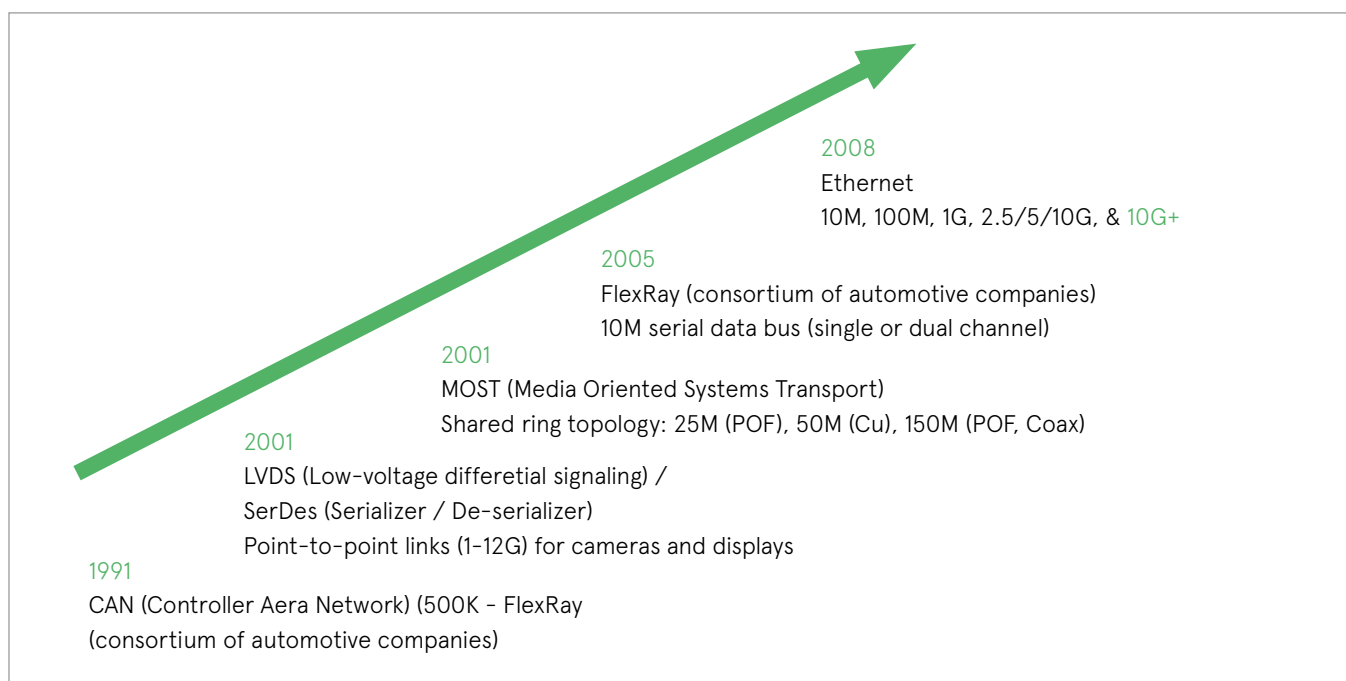 2008
Ethernet
10M, 100M, 1G, 2.5/5/10G, & 10G+
2005
FlexRay (consortium of automotive companies)
10M serial data bus (single or dual channel)
2001
MOST (Media Oriented Systems Transport)
Shared ring topology: 25M (POF), 50M (Cu), 150M (POF, Coax)
2001
LVDS (Low-voltage differetial signaling) /
SerDes (Serializer / De-serializer)
Point-to-point links (1-12G) for cameras and displays
1991
CAN (Controller Aera Network) (500K - FlexRay
(consortium of automotive companies)